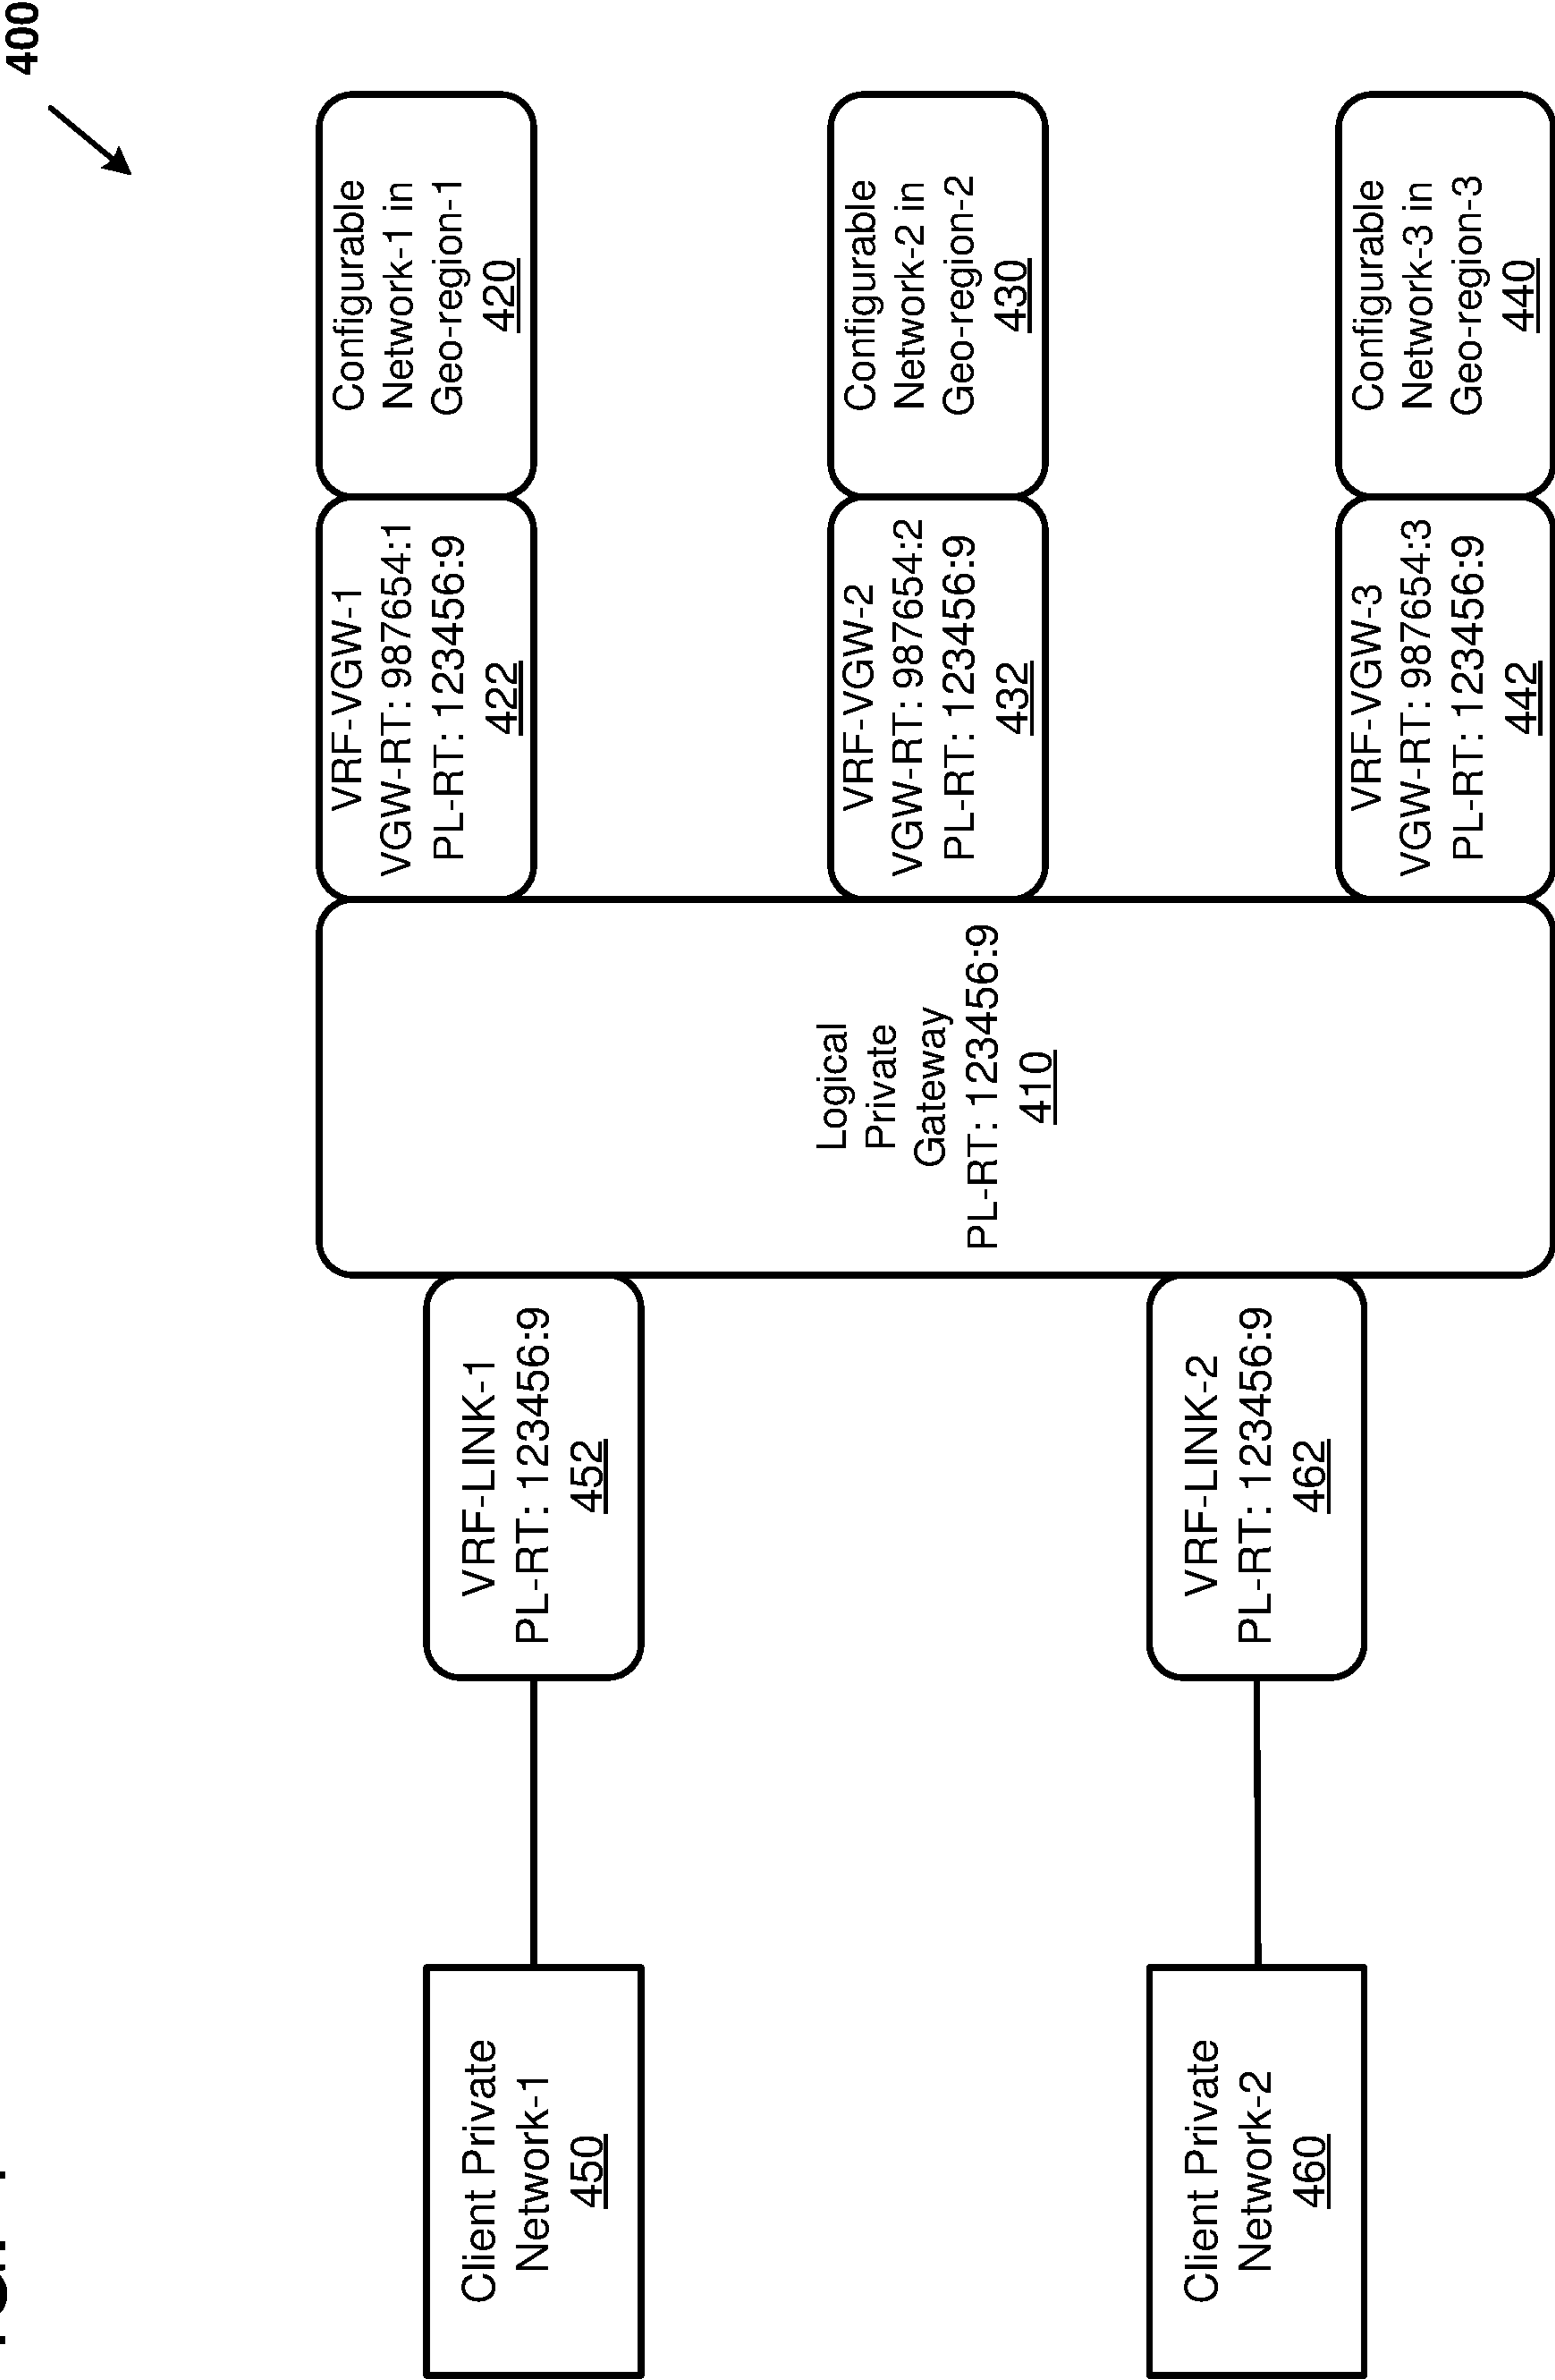 400
Client Private
Network-1
450
VRF-LINK-1
PL-RT: 123456:9
452
Client Private
Network-2
460
VRF-LINK-2
PL-RT: 123456:9
462
Logical
Private
Gateway
PL-RT: 123456:9
410
VRF-VGW-1
VGW-RT: 987654:1
PL-RT: 123456:9
422
Configurable
Network-1 in
Geo-region-1
420
VRF-VGW-2
VGW-RT: 987654:2
PL-RT: 123456:9
432
Configurable
Network-2 in
Geo-region-2
430
VRF-VGW-3
VGW-RT: 987654:3
PL-RT: 123456:9
442
Configurable
Network-3 in
Geo-region-3
440